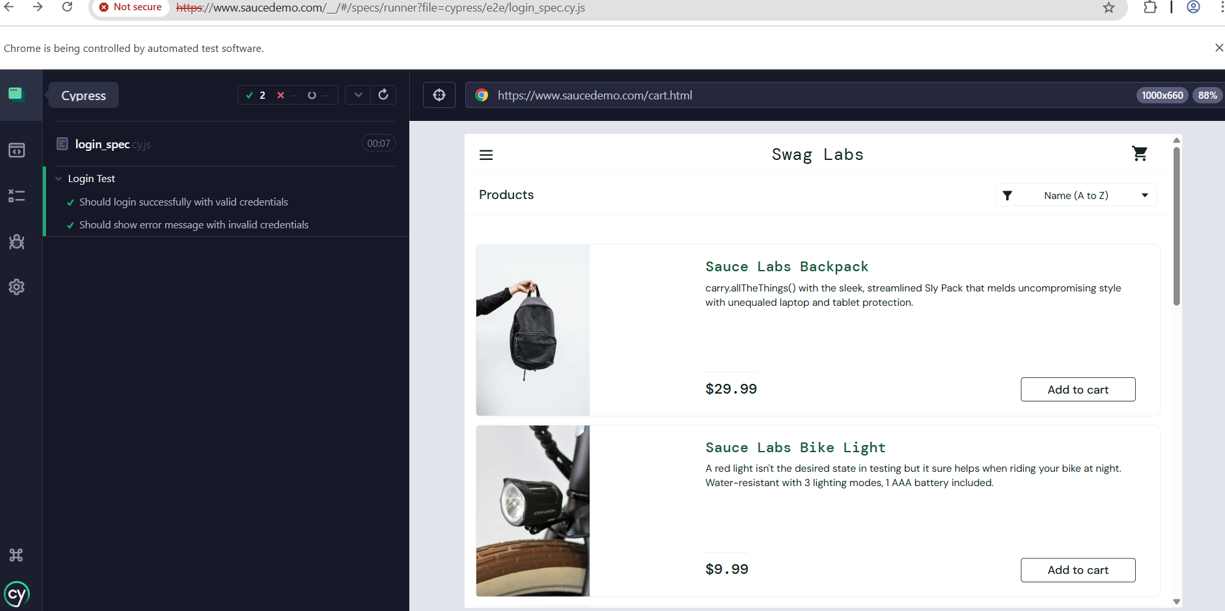 Not secure https://www.saucedemo.com/__/#/specs/runner?file=cypress/e2e/login_spec.cy.js
Chrome is being controlled by automated test software.
Cypress
2 -- --
https://www.saucedemo.com/cart.html
1000x660 88%
login_spec.cy.js
00:07
Login Test
Should login successfully with valid credentials
Should show error message with invalid credentials
cy
Swag Labs
Products
Name (A to Z)
Sauce Labs Backpack
carry.allTheThings() with the sleek, streamlined Sly Pack that melds uncompromising style
with unequaled laptop and tablet protection.
$29.99
Add to cart
Sauce Labs Bike Light
A red light isn't the desired state in testing but it sure helps when riding your bike at night.
Water-resistant with 3 lighting modes, 1 AAA battery included.
$9.99
Add to cart